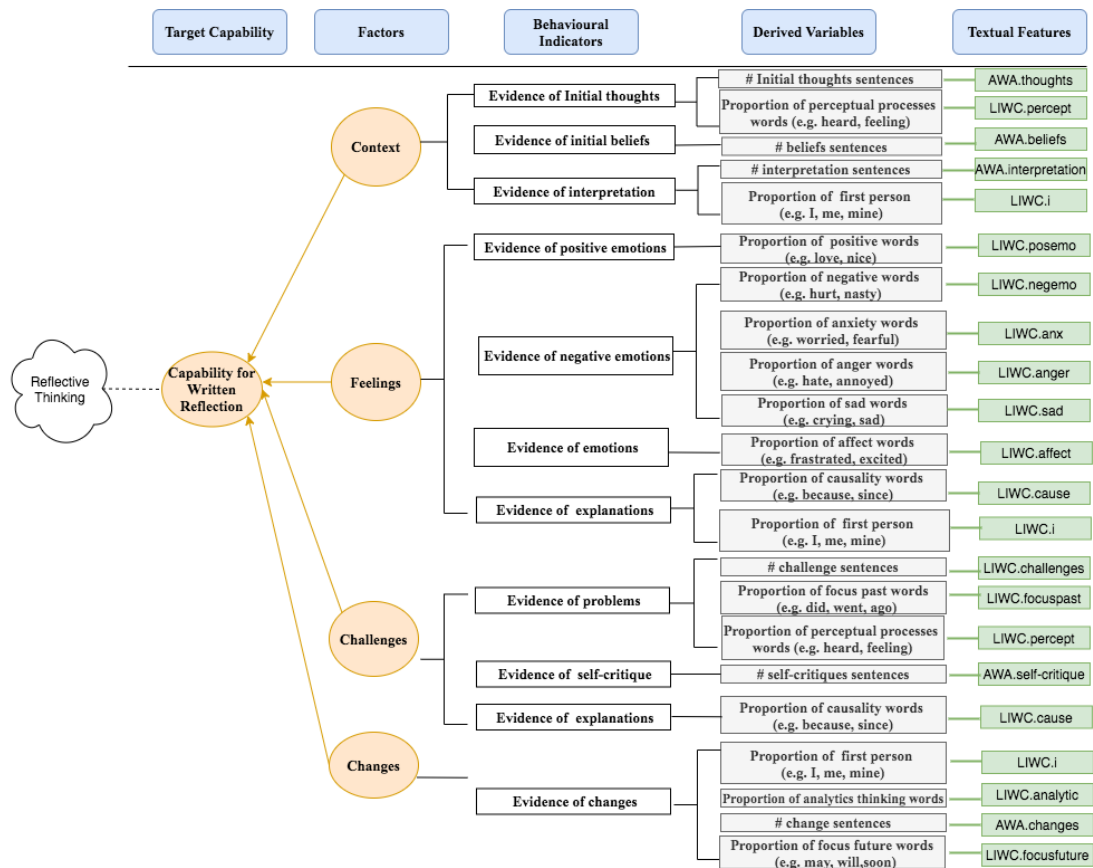 Target Capability
Factors
Behavioural
Indicators
Derived Variables
Textual Features
Evidence of Initial thoughts
# Initial thoughts sentences
AWA.thoughts
Proportion of perceptual processes
words (e.g. heard, feeling)
LIWC.percept
Context
Evidence of initial beliefs
# beliefs sentences
AWA.beliefs
Evidence of interpretation
# interpretation sentences
AWA.interpretation
Proportion of  first person
(e.g. I, me, mine)
LIWC.i
Evidence of positive emotions
Proportion of  positive words
(e.g. love, nice)
LIWC.posemo
Proportion of negative words
(e.g. hurt, nasty)
LIWC.negemo
Evidence of negative emotions
Proportion of anxiety words
(e.g. worried, fearful)
LIWC.anx
Reflective
Thinking
Capability for
Written
Reflection
Feelings
Proportion of anger words
(e.g. hate, annoyed)
LIWC.anger
Proportion of sad words
(e.g. crying, sad)
LIWC.sad
Evidence of emotions
Proportion of affect words
(e.g. frastrated, excited)
LIWC.affect
Evidence of  explanations
Proportion of causality words
(e.g. because, since)
LIWC.cause
Proportion of  first person
(e.g. I, me, mine)
LIWC.i
# challenge sentences
LIWC.challenges
Evidence of problems
Proportion of focus past words
(e.g. did, went, ago)
LIWC.focuspast
Challenges
Proportion of perceptual processes
words (e.g. heard, feeling)
LIWC.percept
Evidence of  self-critique
# self-critiques sentences
AWA.self-critique
Evidence of  explanations
Proportion of causality words
(e.g. because, since)
LIWC.cause
Changes
Proportion of  first person
(e.g. I, me, mine)
LIWC.i
Evidence of changes
Proportion of analytics thinking words
LIWC.analytic
# change sentences
AWA.changes
Proportion of focus future words
(e.g. may, will,soon)
LIWC.focusfuture